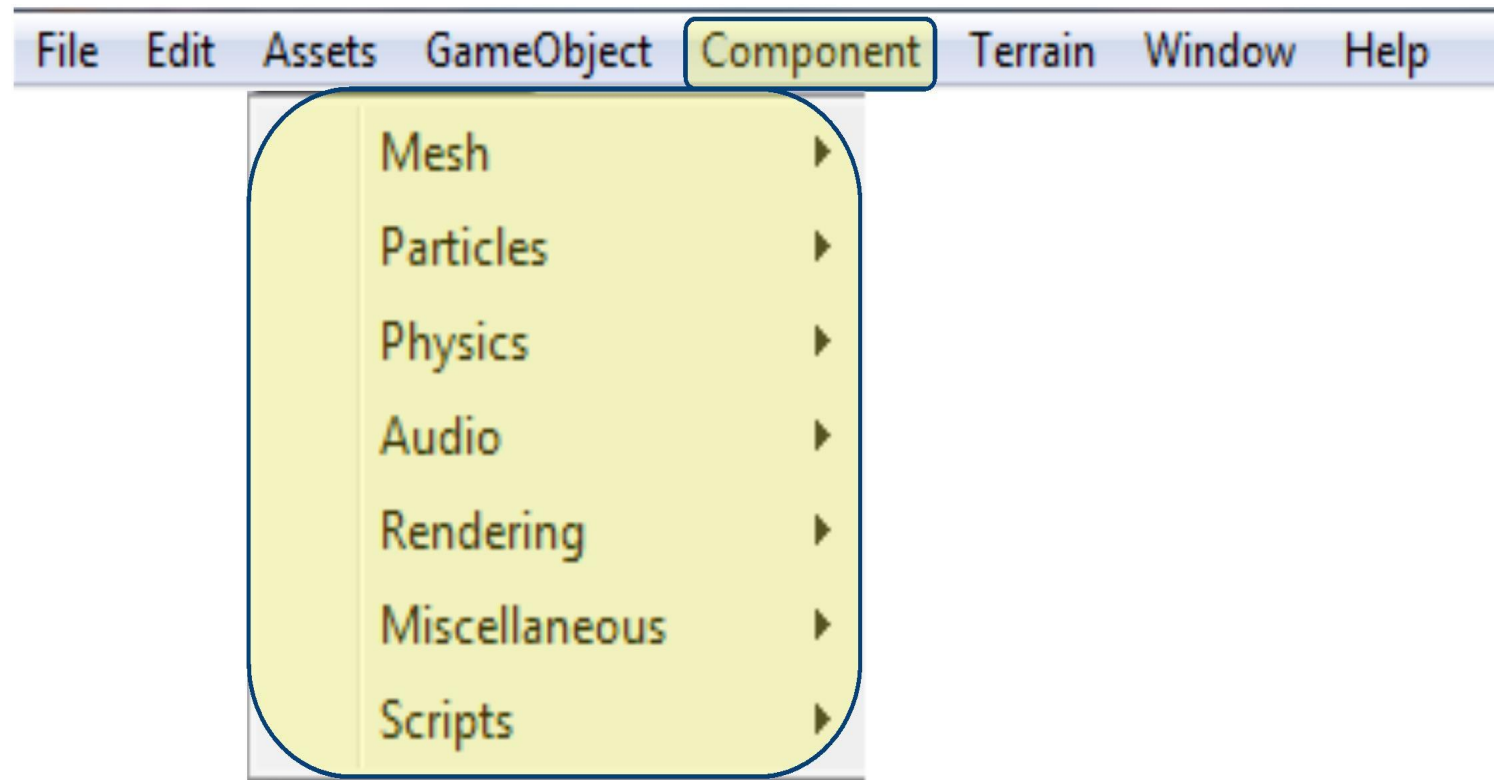 File Edit Assets GameObject Component Terrain Window Help
Mesh
Particles
Physics
Audio
Rendering
Miscellaneous
Scripts